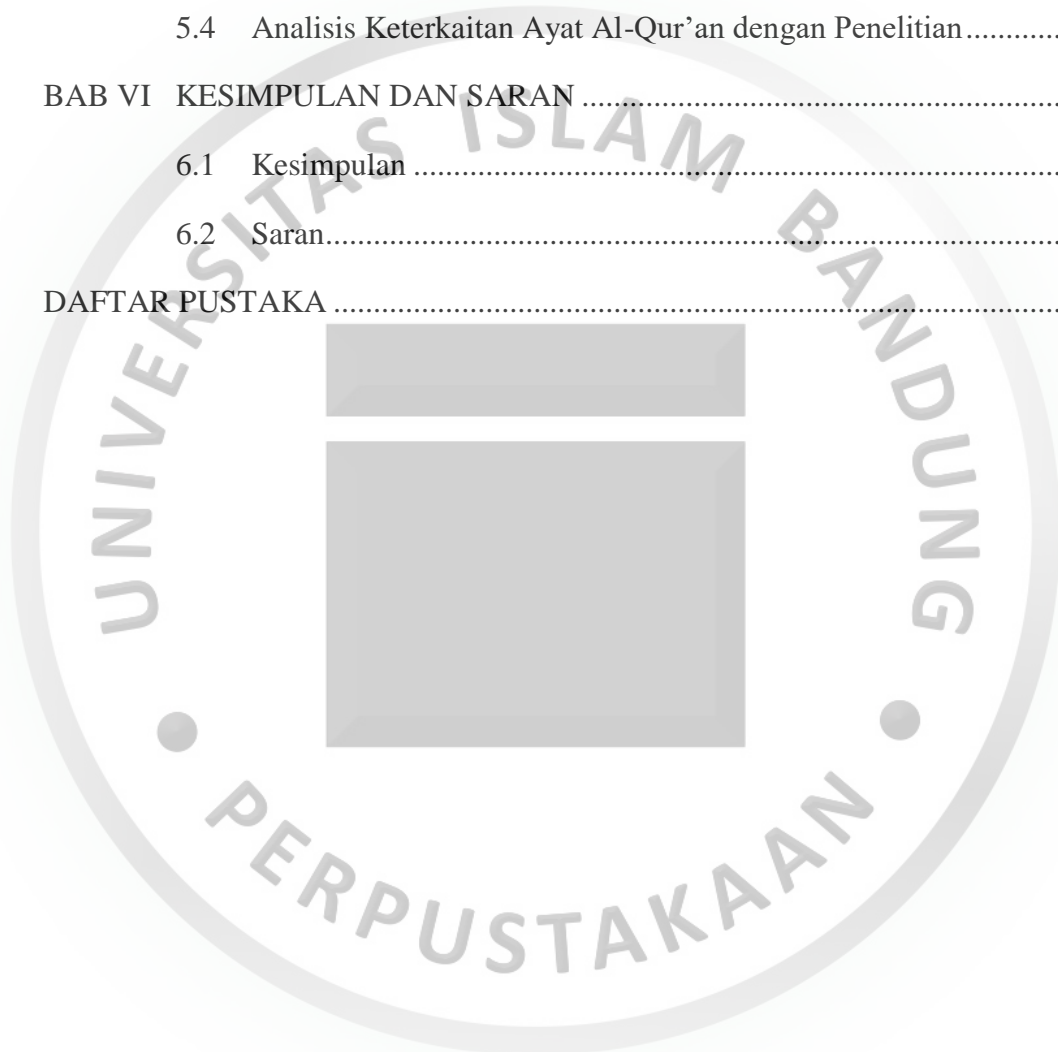 5.4 Analisis Keterkaitan Ayat Al-Qur’an dengan Penelitian............
BAB VI KESIMPULAN DAN SARAN ............................................................
6.1 Kesimpulan ................................................................................
6.2 Saran...........................................................................................
DAFTAR PUSTAKA .........................................................................................
UNIVERSITAS ISLAM BANDUNG
PERPUSTAKAAN